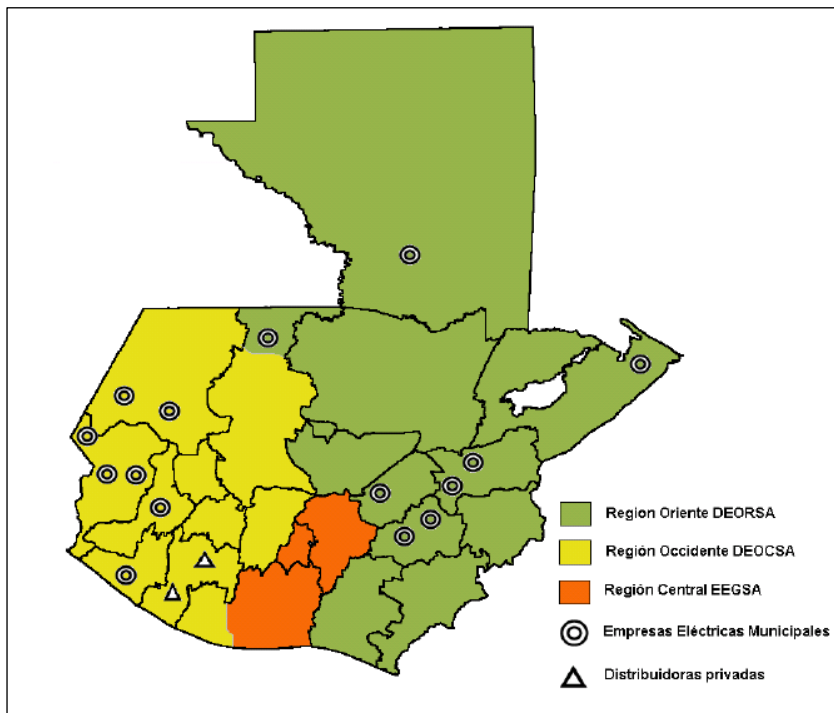 Region Oriente DEORSA
Región Occidente DEOCSA
Región Central EEGSA
Empresas Eléctricas Municipales
Distribuidoras privadas